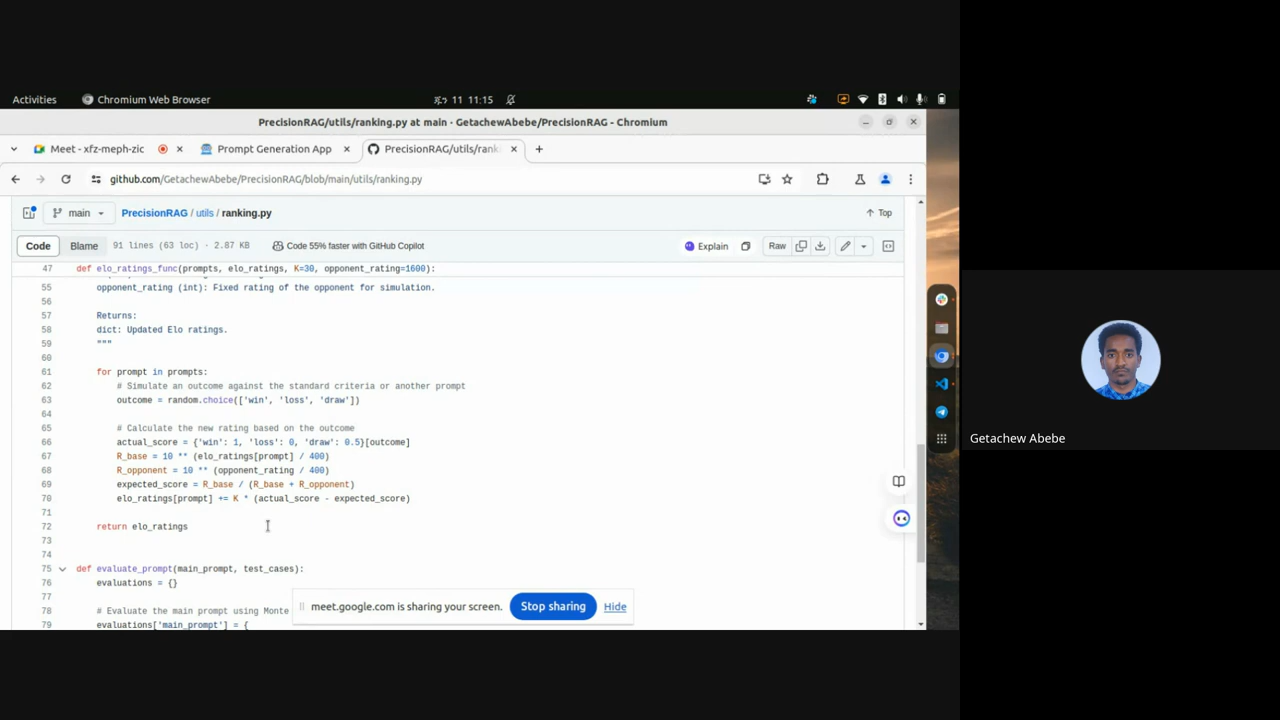 Activities
Chromium Web Browser
11 11:15
PrecisionRAG/utils/ranking.py at main · GetachewAbebe/PrecisionRAG - Chromium
Meet - xfz-meph-zic
Prompt Generation App
PrecisionRAG/utils/rank
github.com/GetachewAbebe/PrecisionRAG/blob/main/utils/ranking.py
main
PrecisionRAG / utils / ranking.py
Top
Code
Blame
91 lines (63 loc) · 2.87 KB
Code 55% faster with GitHub Copilot
Explain
Raw
47 def elo_ratings_func(prompts, elo_ratings, K=30, opponent_rating=1600):
55 opponent_rating (int): Fixed rating of the opponent for simulation.
56
57 Returns:
58 dict: Updated Elo ratings.
59 """
60
61 for prompt in prompts:
62 # Simulate an outcome against the standard criteria or another prompt
63 outcome = random.choice(['win', 'loss', 'draw'])
64
65 # Calculate the new rating based on the outcome
66 actual_score = {'win': 1, 'loss': 0, 'draw': 0.5}[outcome]
67 R_base = 10 ** (elo_ratings[prompt] / 400)
68 R_opponent = 10 ** (opponent_rating / 400)
69 expected_score = R_base / (R_base + R_opponent)
70 elo_ratings[prompt] += K * (actual_score - expected_score)
71
72 return elo_ratings
73
74
75 def evaluate_prompt(main_prompt, test_cases):
76 evaluations = {}
77
78 # Evaluate the main prompt using Monte
79 evaluations['main_prompt'] = {
meet.google.com is sharing your screen.
Stop sharing
Hide
Getachew Abebe